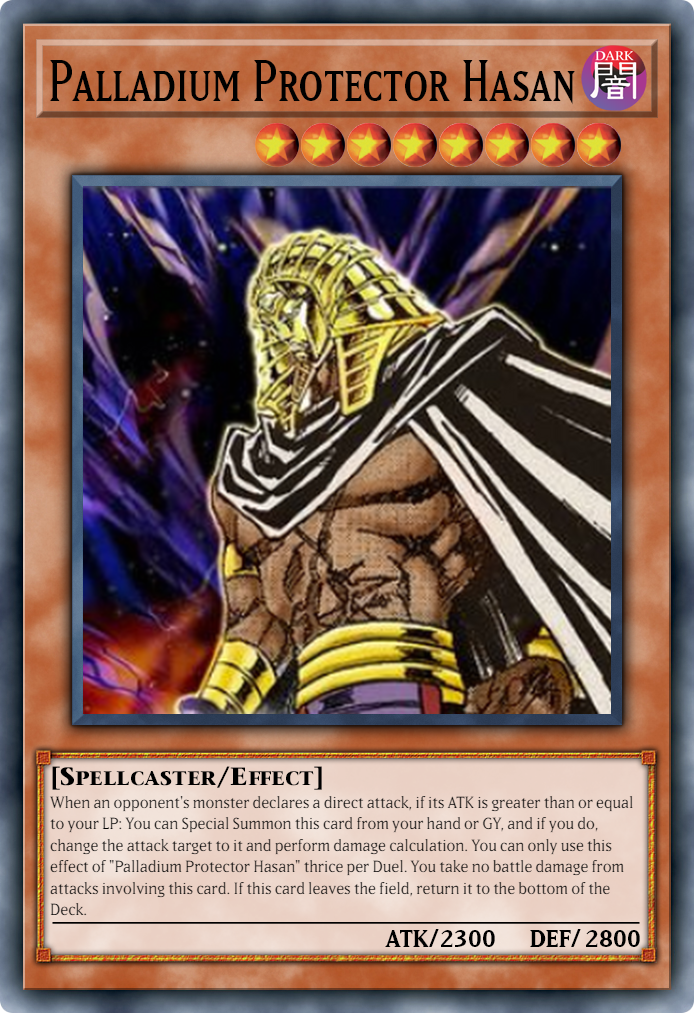 Palladium Protector Hasan
DARK
闇
[Spellcaster/Effect]
When an opponent's monster declares a direct attack, if its ATK is greater than or equal
to your LP: You can Special Summon this card from your hand or GY, and if you do,
change the attack target to it and perform damage calculation. You can only use this
effect of "Palladium Protector Hasan" thrice per Duel. You take no battle damage from
attacks involving this card. If this card leaves the field, return it to the bottom of the
Deck.
ATK/2300 DEF/2800